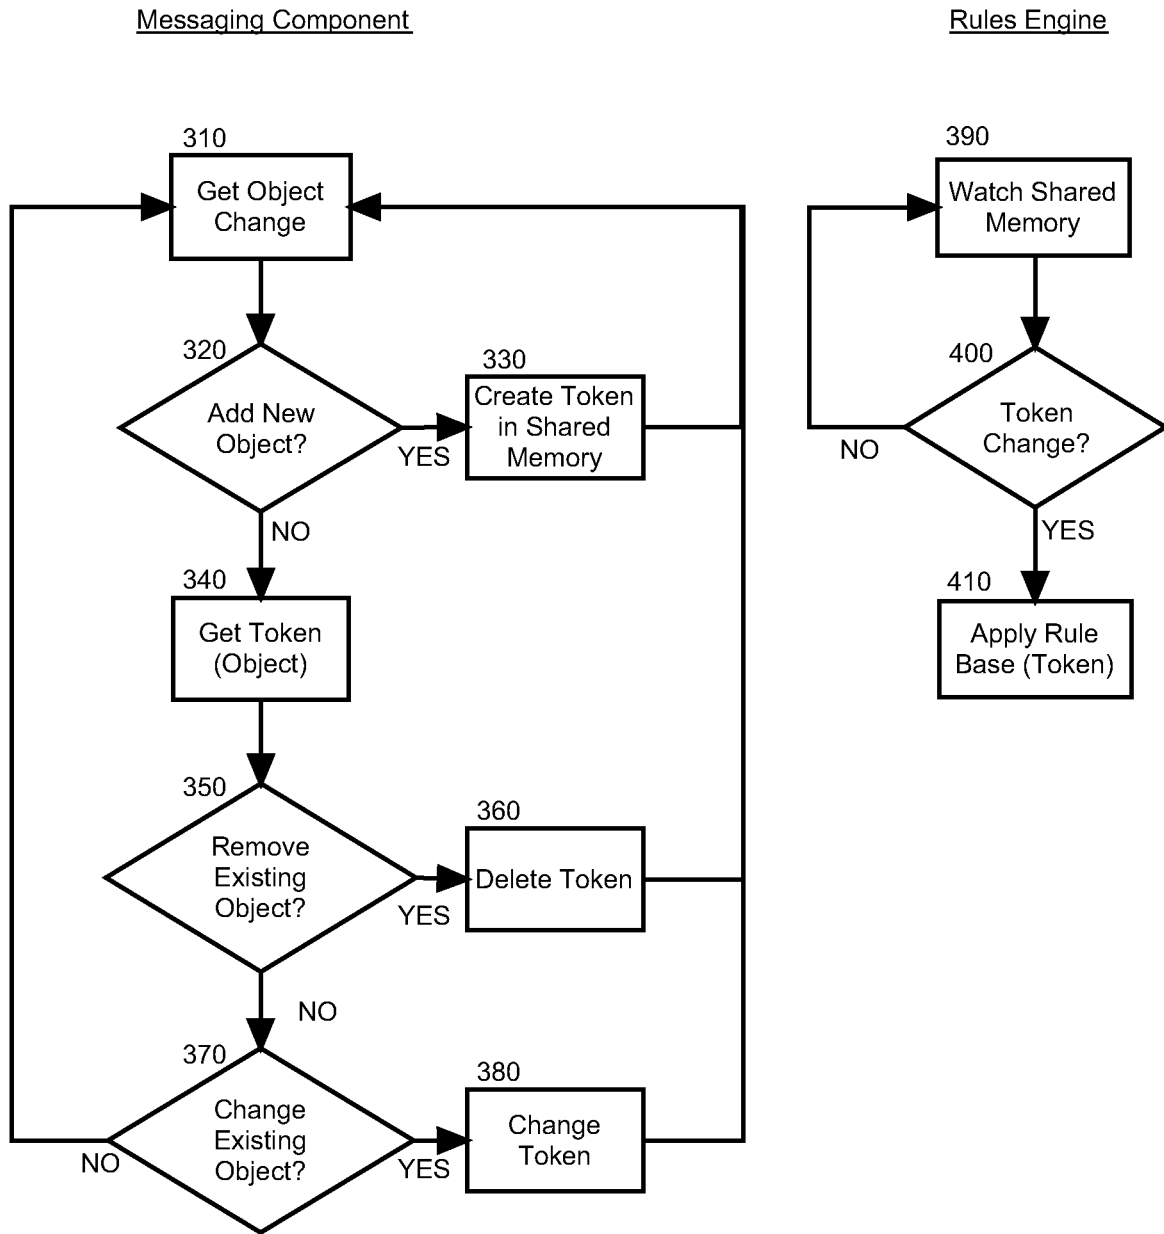 Messaging Component
Rules Engine
310
Get Object
Change
320
Add New
Object?
YES
NO
330
Create Token
in Shared
Memory
340
Get Token
(Object)
350
Remove
Existing
Object?
YES
NO
360
Delete Token
370
Change
Existing
Object?
NO
YES
380
Change
Token
390
Watch Shared
Memory
400
Token
Change?
NO
YES
410
Apply Rule
Base (Token)